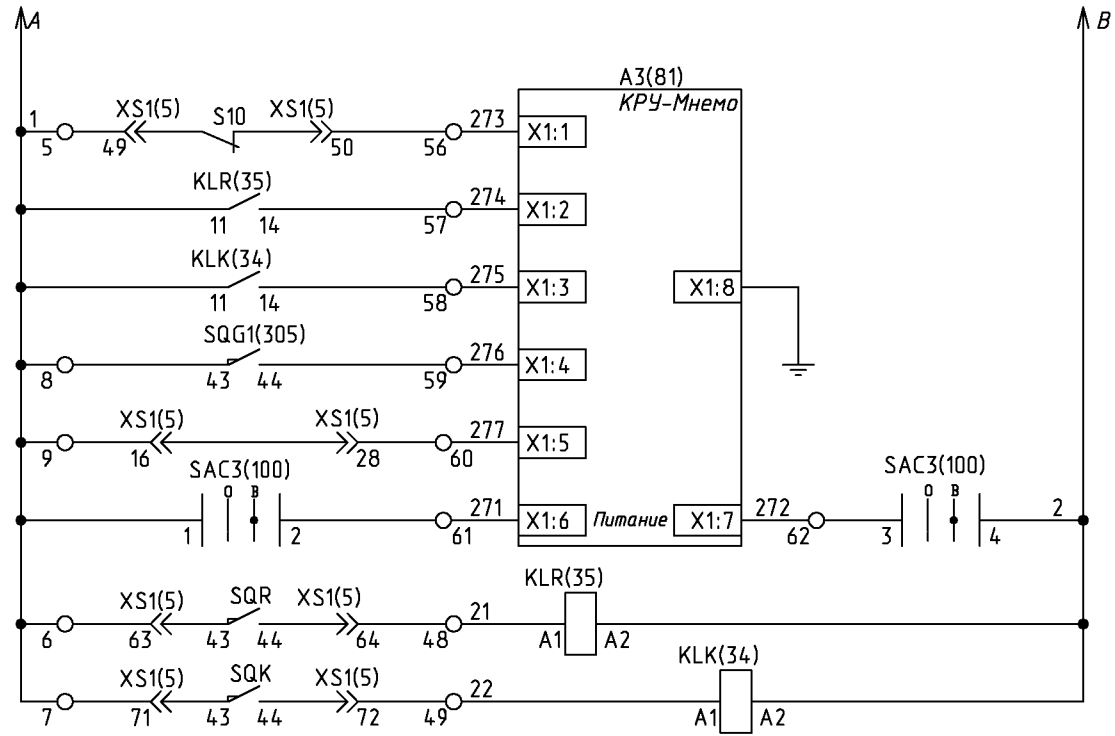 A B
A3(81)
КРУ-Мнемо
1 XS1(5) S10 XS1(5) 273 X1:1
5 49 50 56
KLR(35) 274 X1:2
11 14 57
KLK(34) 275 X1:3 X1:8
11 14 58
SQG1(305) 276 X1:4
8 43 44 59
XS1(5) XS1(5) 277 X1:5
9 16 28 60
SAC3(100) SAC3(100)
О В О В
271 X1:6 Питание X1:7 272 2
1 2 61 62 3 4
KLR(35)
XS1(5) SQR XS1(5) 21
6 63 43 44 64 48 A1 A2
KLK(34)
XS1(5) SQK XS1(5) 22
7 71 43 44 72 49 A1 A2